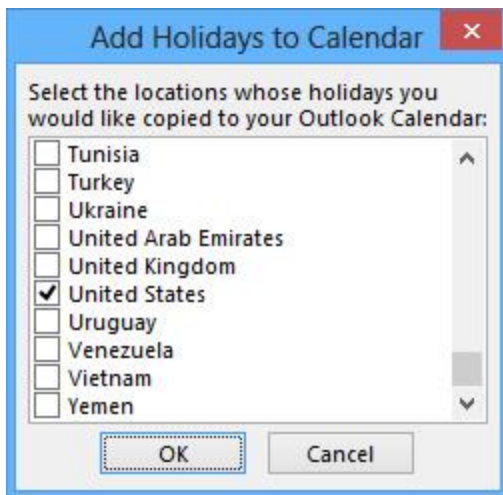 Add Holidays to Calendar
Select the locations whose holidays you
would like copied to your Outlook Calendar:
Tunisia
Turkey
Ukraine
United Arab Emirates
United Kingdom
United States
Uruguay
Venezuela
Vietnam
Yemen
OK
Cancel